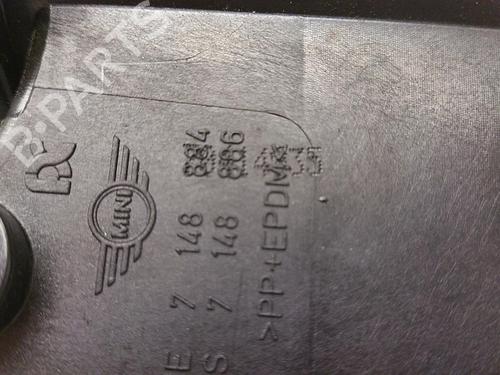 B-PARTS
MINI
E 7 148 884
S 7 148 886
>PP+EPDM<